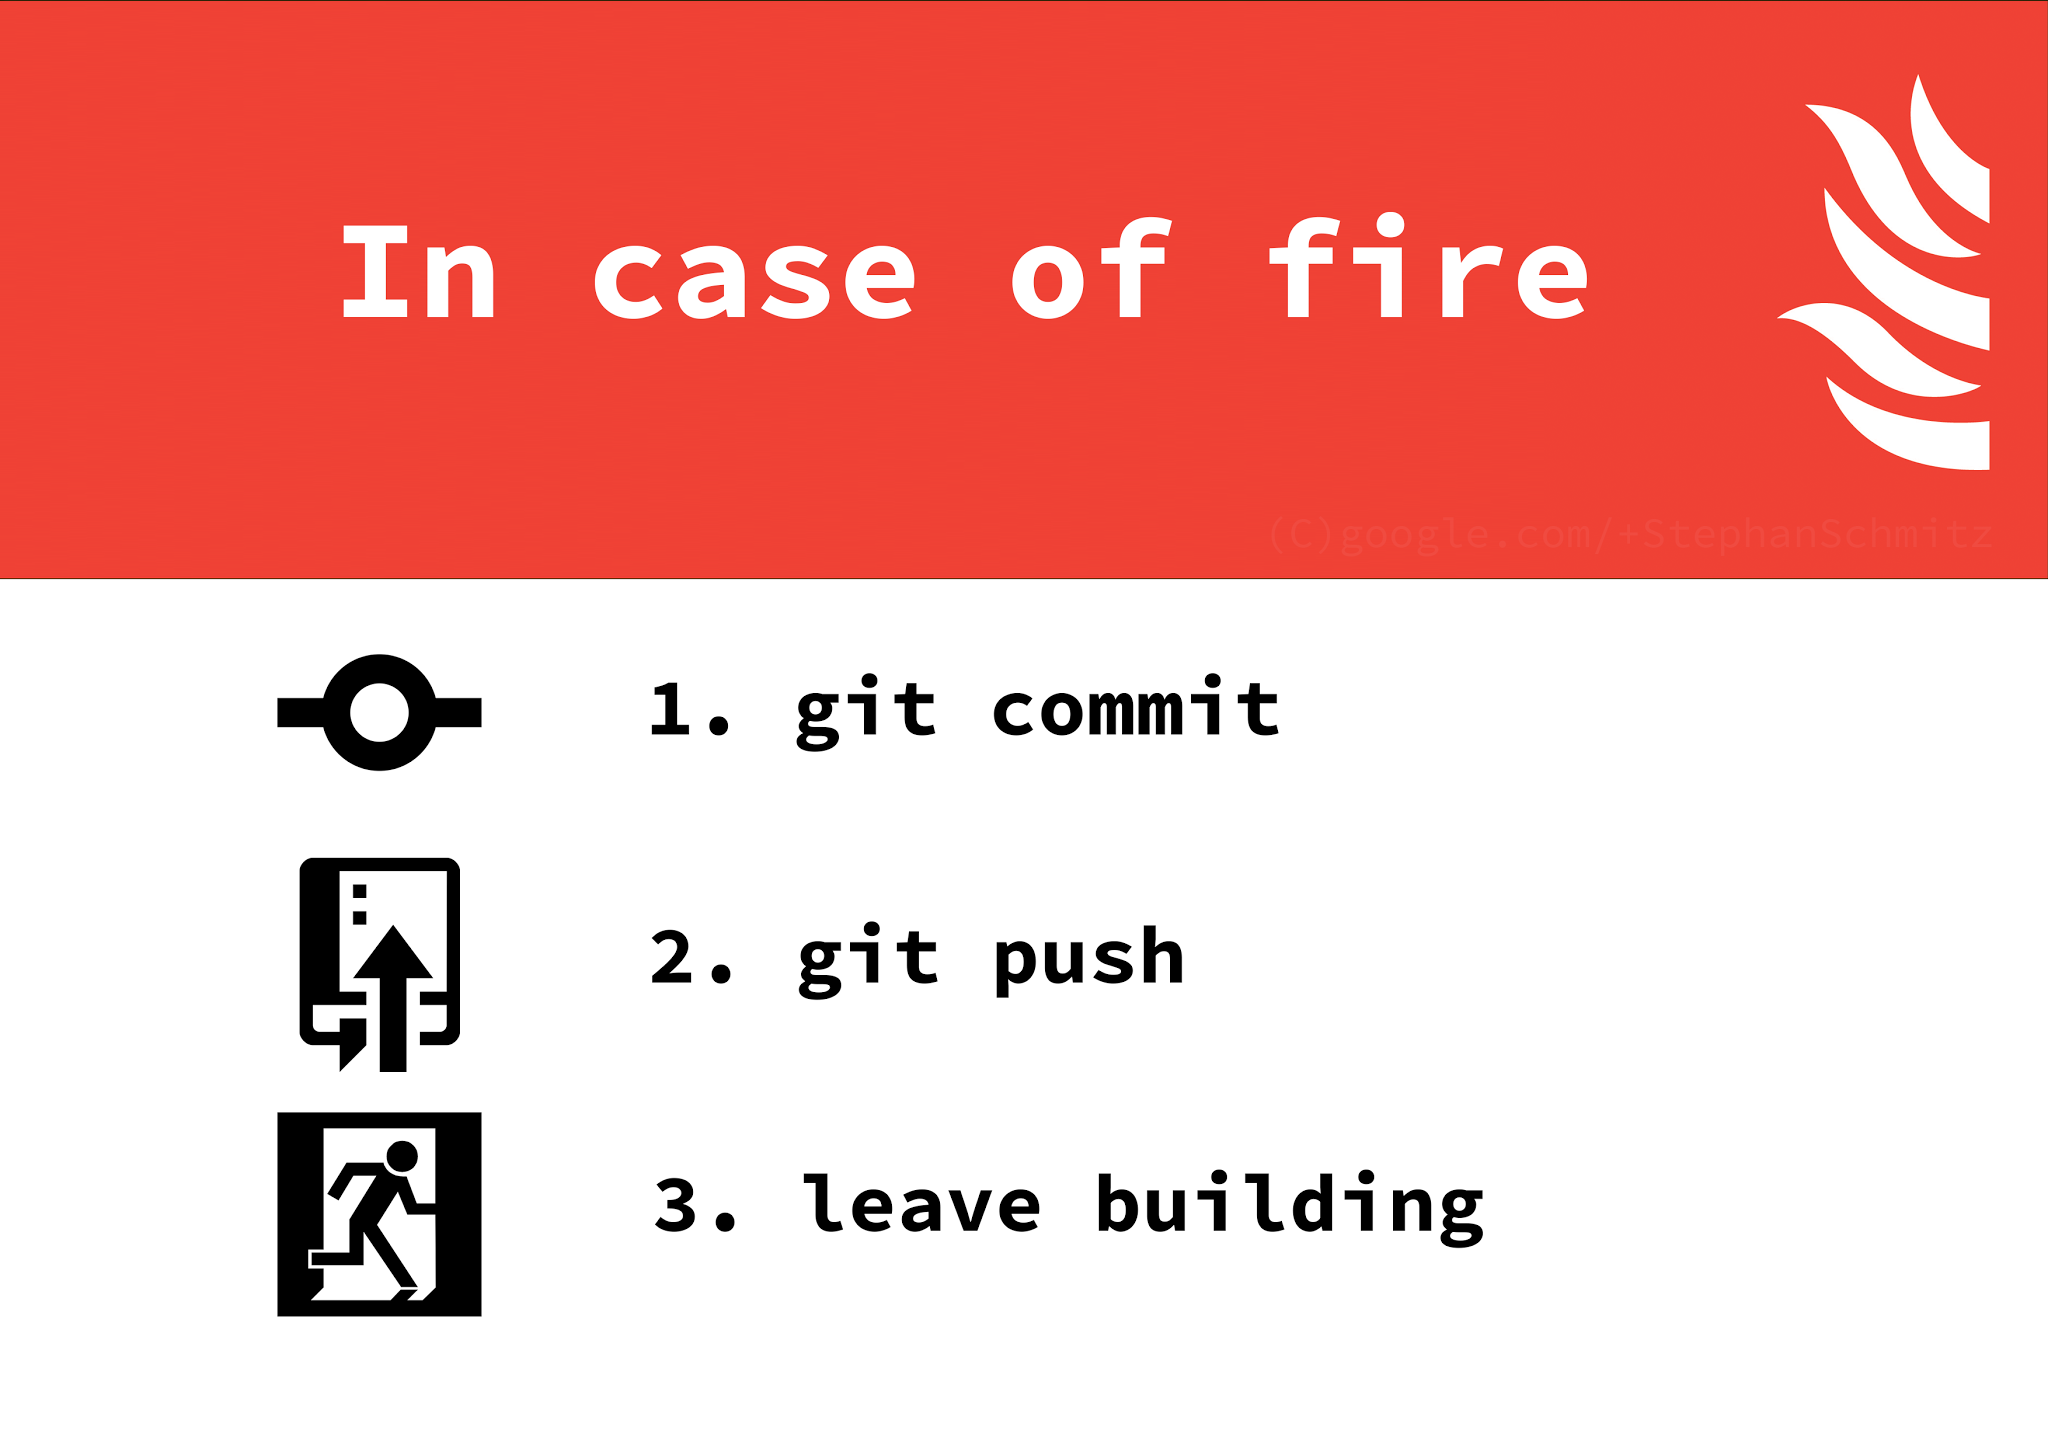 In case of fire
(C)google.com/+StephanSchmitz
1. git commit
2. git push
3. leave building